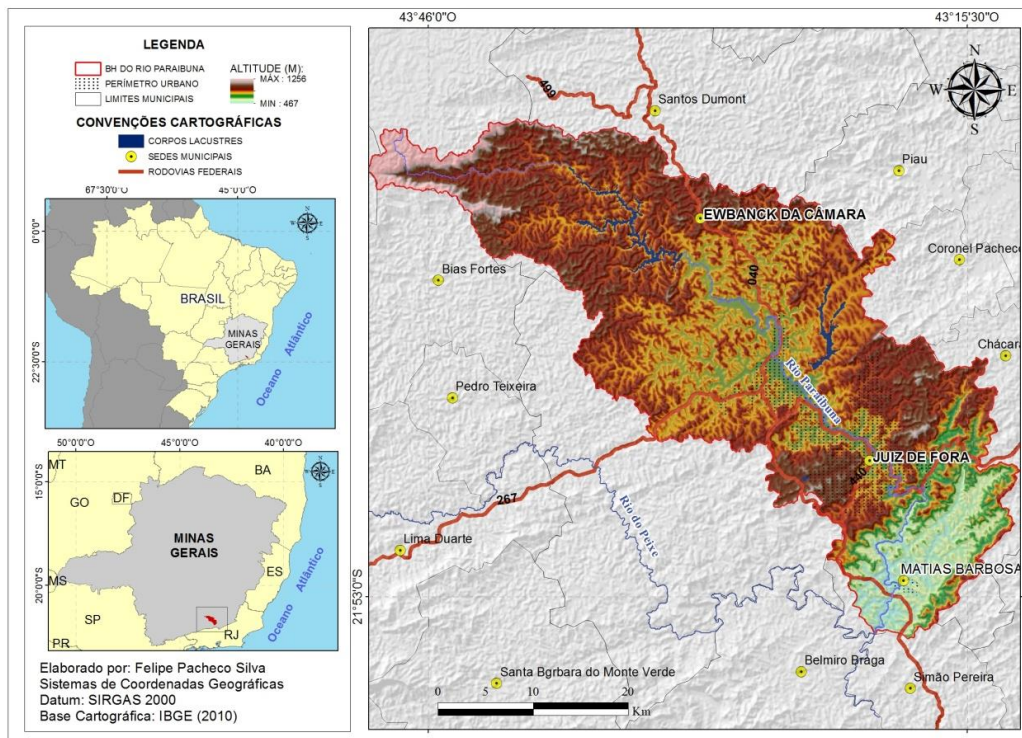 LEGENDA
BH DO RIO PARAIBUNA
PERÍMETRO URBANO
LIMITES MUNICIPAIS
ALTITUDE (M):
MÁX : 1256
MIN : 467
CONVENÇÕES CARTOGRÁFICAS
CORPOS LACUSTRES
SEDES MUNICIPAIS
RODOVIAS FEDERAIS
67°30'0"O 45°0'0"O
0°0'0"
22°30'0"S
N
W E
S
BRASIL
MINAS
GERAIS
Oceano Atlântico
50°0'0"O 45°0'0"O 40°0'0"O
15°0'0"S
20°0'0"S
N
W E
S
MT
BA
GO
DF
MINAS
GERAIS
MS
ES
SP
RJ
PR
Oceano Atlântico
Elaborado por: Felipe Pacheco Silva
Sistemas de Coordenadas Geográficas
Datum: SIRGAS 2000
Base Cartográfica: IBGE (2010)
43°46'0"O 43°15'30"O
21°53'0"S
N
W E
S
499
Santos Dumont
Piau
EWBANCK DA CÂMARA
Coronel Pacheco
Bias Fortes
040
Chácara
Rio Paraibuna
Pedro Teixeira
JUIZ DE FORA
440
267
Rio do Peixe
Lima Duarte
MATIAS BARBOSA
Santa Bgrbara do Monte Verde
Belmiro Braga
Simão Pereira
0 5 10 20
Km